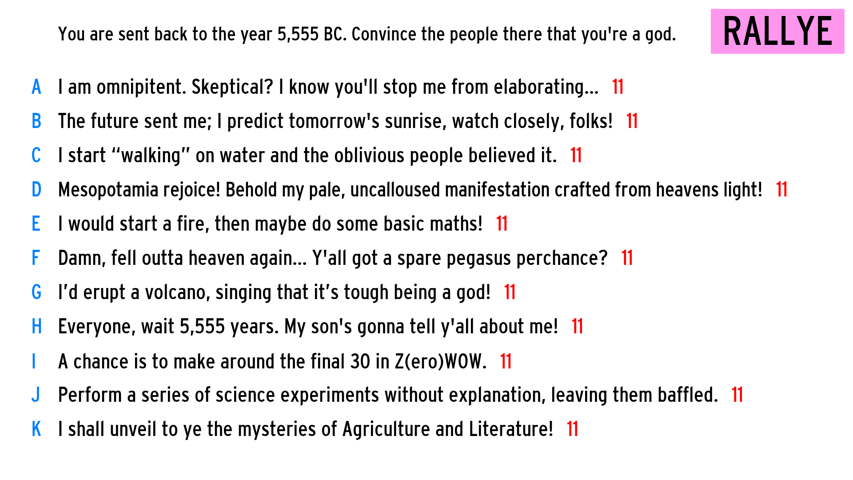 You are sent back to the year 5,555 BC. Convince the people there that you're a god.
RALLYE
A I am omnipitent. Skeptical? I know you'll stop me from elaborating... 11
B The future sent me; I predict tomorrow's sunrise, watch closely, folks! 11
C I start “walking” on water and the oblivious people believed it. 11
D Mesopotamia rejoice! Behold my pale, uncalloused manifestation crafted from heavens light! 11
E I would start a fire, then maybe do some basic maths! 11
F Damn, fell outta heaven again... Y'all got a spare pegasus perchance? 11
G I’d erupt a volcano, singing that it’s tough being a god! 11
H Everyone, wait 5,555 years. My son's gonna tell y'all about me! 11
I A chance is to make around the final 30 in Z(ero)WOW. 11
J Perform a series of science experiments without explanation, leaving them baffled. 11
K I shall unveil to ye the mysteries of Agriculture and Literature! 11